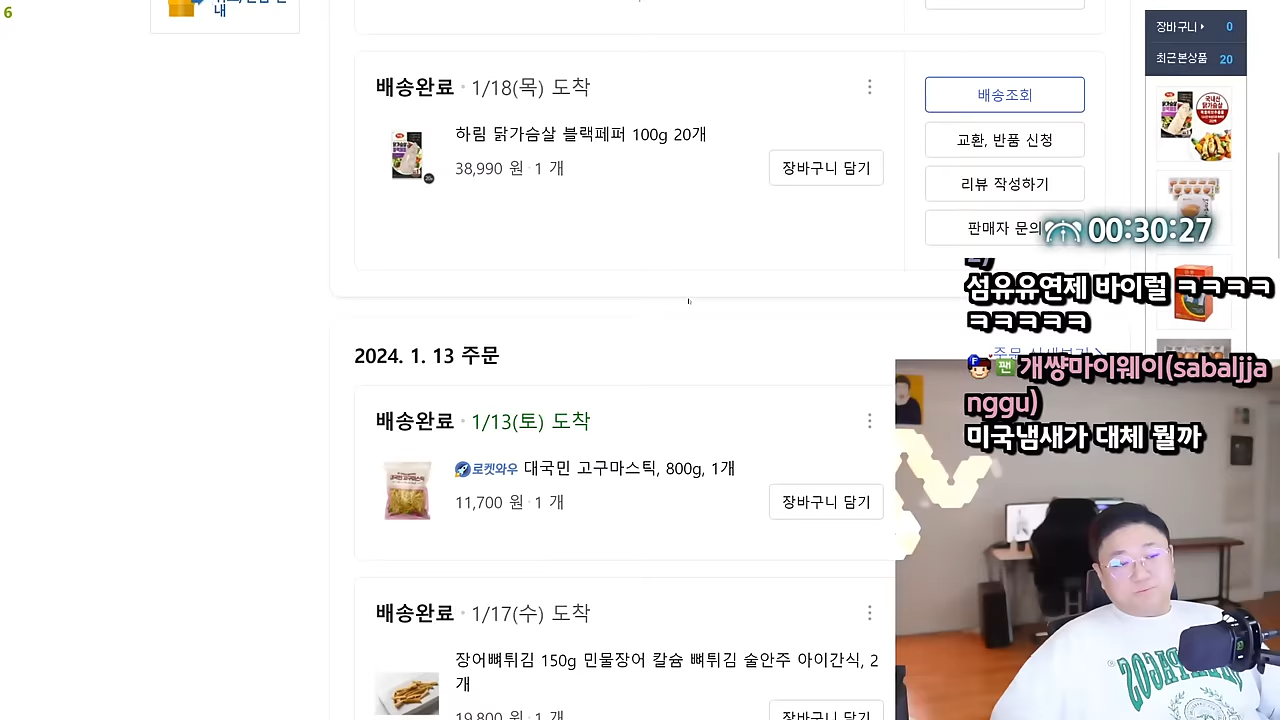 6
내
장바구니 0
최근본상품 20
배송완료 · 1/18(목) 도착
하림 닭가슴살 블랙페퍼 100g 20개
38,990 원 · 1 개
장바구니 담기
배송조회
교환, 반품 신청
리뷰 작성하기
판매자 문의
00:30:27
섬유유연제 바이럴 ㅋㅋㅋㅋ
ㅋㅋㅋㅋㅋ
팬 개썅마이웨이(sabaljja
nggu)
미국냄새가 대체 뭘까
2024. 1. 13 주문
배송완료 · 1/13(토) 도착
로켓와우 대국민 고구마스틱, 800g, 1개
11,700 원 · 1 개
장바구니 담기
배송완료 · 1/17(수) 도착
장어뼈튀김 150g 민물장어 칼슘 뼈튀김 술안주 아이간식, 2
개
19,800 원 · 1 개
장바구니 담기